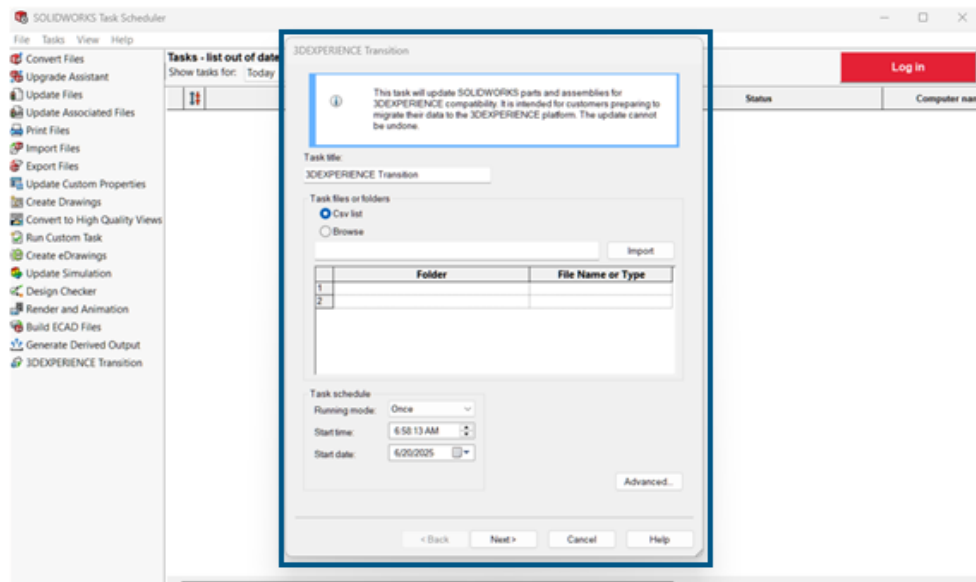 SOLIDWORKS Task Scheduler
File Tasks View Help
Convert Files
Upgrade Assistant
Update Files
Update Associated Files
Print Files
Import Files
Export Files
Update Custom Properties
Create Drawings
Convert to High Quality Views
Run Custom Task
Create eDrawings
Update Simulation
Design Checker
Render and Animation
Build ECAD Files
Generate Derived Output
3DEXPERIENCE Transition
Tasks - list out of date
Show tasks for: Today
Log in
Status
Computer nam
3DEXPERIENCE Transition
This task will update SOLIDWORKS parts and assemblies for
3DEXPERIENCE compatibility. It is intended for customers preparing to
migrate their data to the 3DEXPERIENCE platform. The update cannot
be undone.
Task title:
3DEXPERIENCE Transition
Task files or folders
Csv list
Browse
Import
Folder File Name or Type
1
2
Task schedule
Running mode: Once
Start time: 6:58:13 AM
Start date: 6/20/2025
Advanced...
< Back Next > Cancel Help